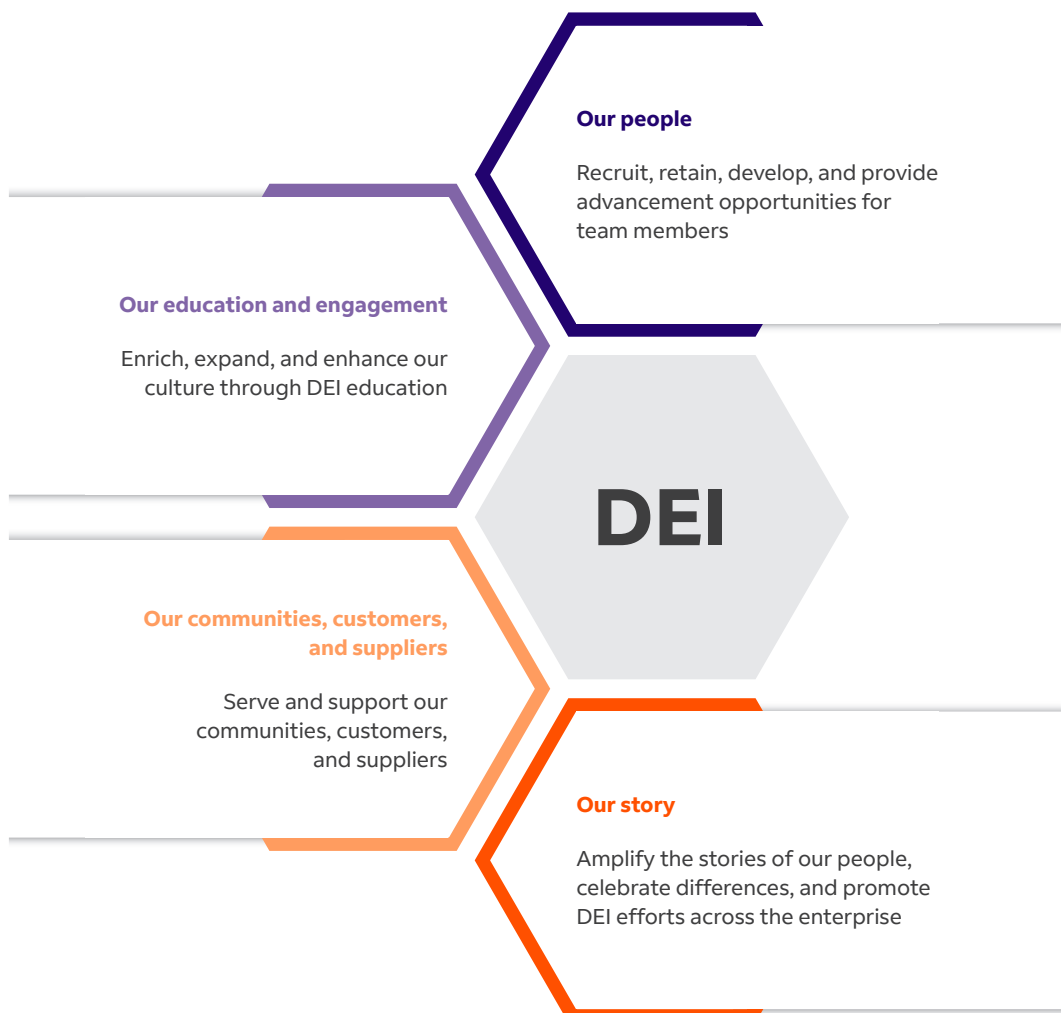 Our people
Recruit, retain, develop, and provide
advancement opportunities for
team members
Our education and engagement
Enrich, expand, and enhance our
culture through DEI education
DEI
Our communities, customers,
and suppliers
Serve and support our
communities, customers,
and suppliers
Our story
Amplify the stories of our people,
celebrate differences, and promote
DEI efforts across the enterprise